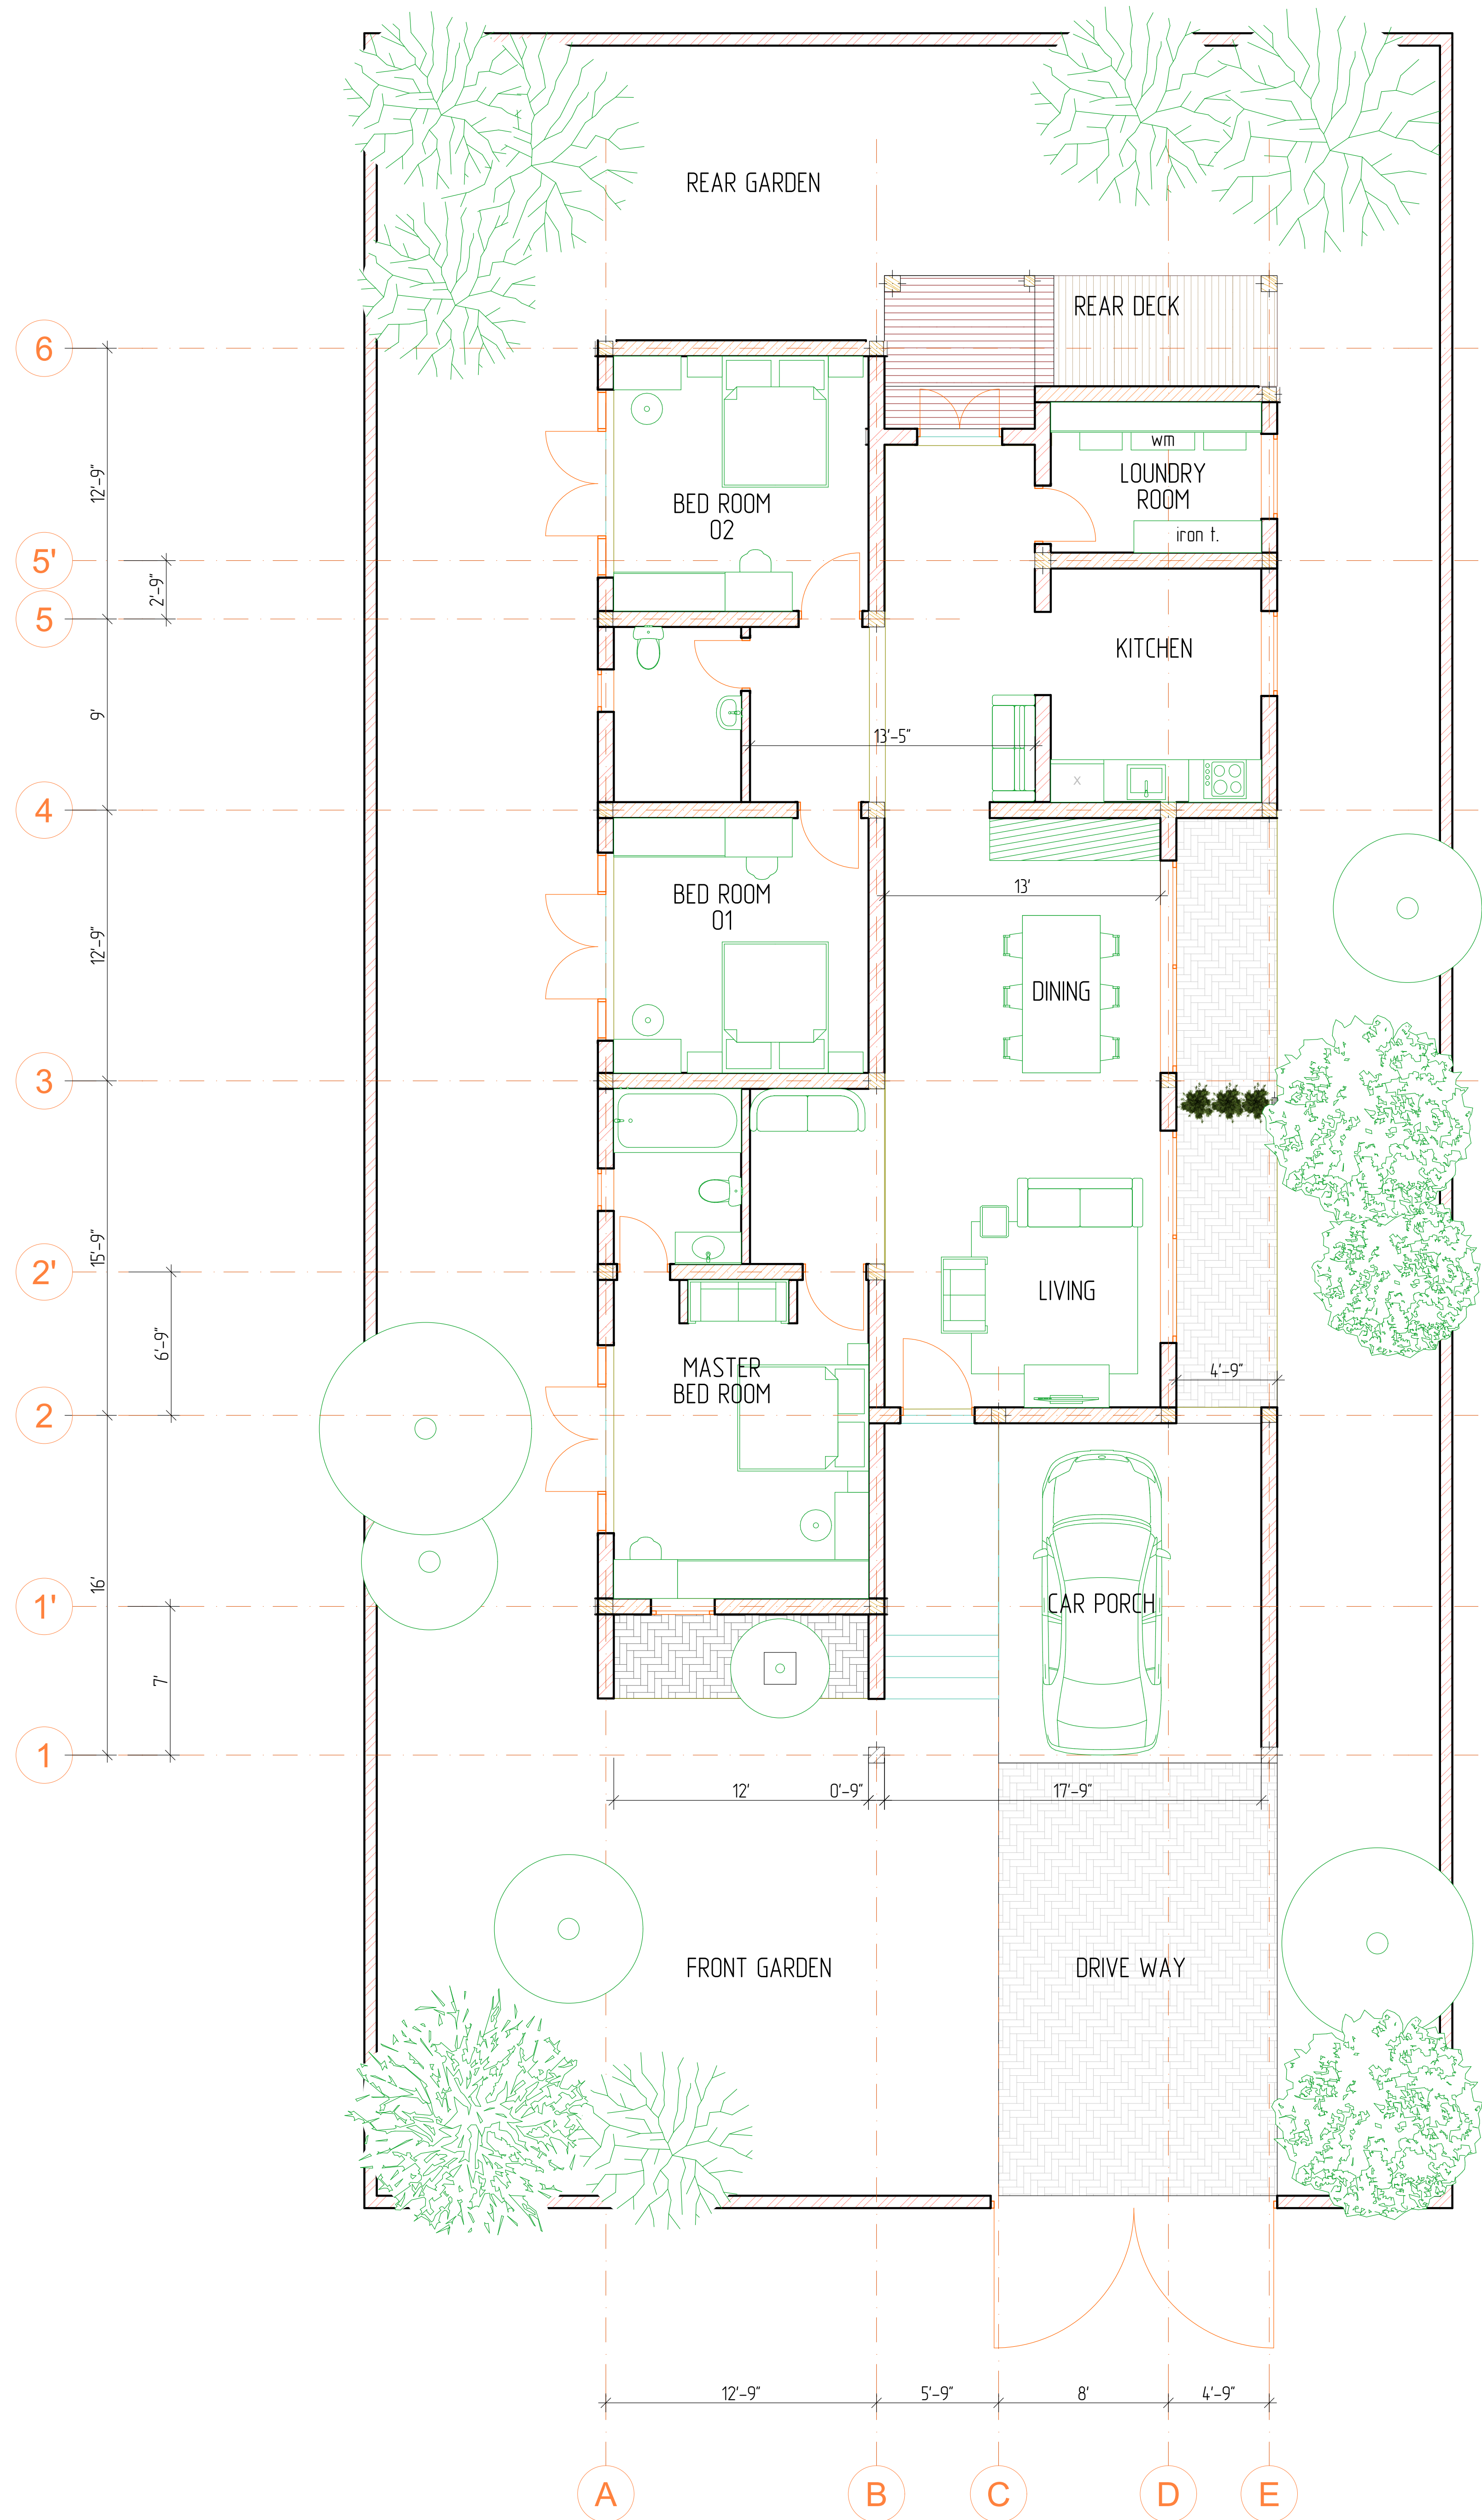 REAR GARDEN
REAR DECK
6
wm
LOUNDRY
ROOM
12'-9"
BED ROOM
02
iron t.
5'
2'-9"
5
KITCHEN
9'
13'-5"
X
4
13'
BED ROOM
01
12'-9"
DINING
3
15'-9"
2'
LIVING
6'-9"
MASTER
BED ROOM
4'-9"
2
16'
1'
CAR PORCH
7'
1
12'
0'-9"
17'-9"
FRONT GARDEN
DRIVE WAY
12'-9"
5'-9"
8'
4'-9"
A
B
C
D
E